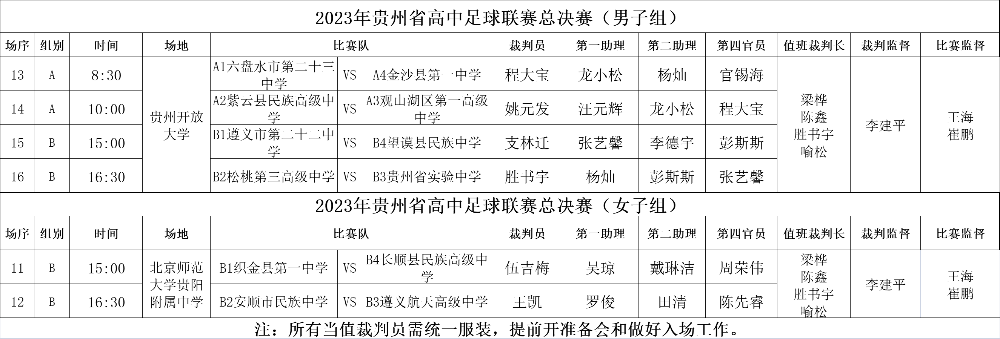 2023年贵州省高中足球联赛总决赛（男子组）
场序 组别 时间 场地 比赛队 裁判员 第一助理 第二助理 第四官员 值班裁判长 裁判监督 比赛监督
13 A 8:30 贵州开放大学 A1六盘水市第二十三中学 VS A4金沙县第一中学 程大宝 龙小松 杨灿 官锡海 梁桦 陈鑫 胜书宇 喻松 李建平 王海 崔鹏
14 A 10:00 A2紫云县民族高级中学 VS A3观山湖区第一高级中学 姚元发 汪元辉 龙小松 程大宝
15 B 15:00 B1遵义市第二十二中学 VS B4望谟县民族中学 支林迁 张艺馨 李德宇 彭斯斯
16 B 16:30 B2松桃第三高级中学 VS B3贵州省实验中学 胜书宇 杨灿 彭斯斯 张艺馨
2023年贵州省高中足球联赛总决赛（女子组）
场序 组别 时间 场地 比赛队 裁判员 第一助理 第二助理 第四官员 值班裁判长 裁判监督 比赛监督
11 B 15:00 北京师范大学贵阳附属中学 B1织金县第一中学 VS B4长顺县民族高级中学 伍吉梅 吴琼 戴琳洁 周荣伟 梁桦 陈鑫 胜书宇 喻松 李建平 王海 崔鹏
12 B 16:30 B2安顺市民族中学 VS B3遵义航天高级中学 王凯 罗俊 田清 陈先睿
注：所有当值裁判员需统一服装，提前开准备会和做好入场工作。